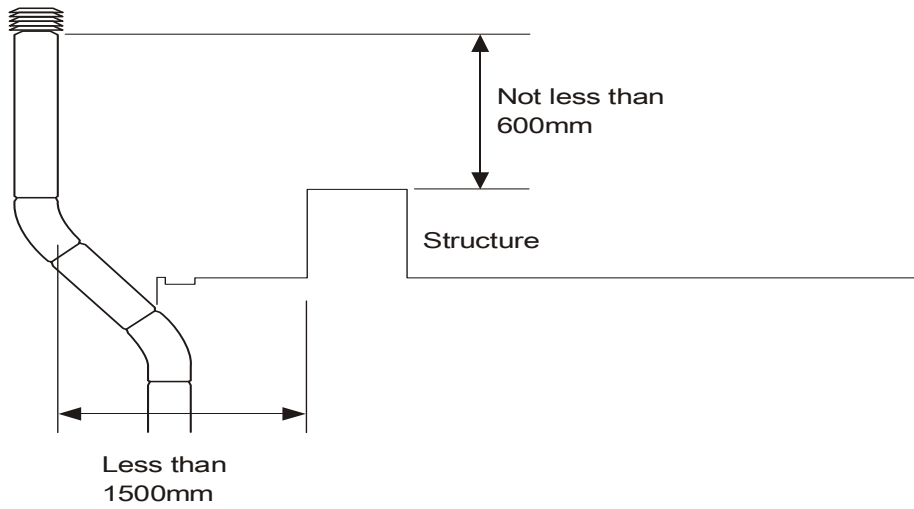 Not less than
600mm
Structure
Less than
1500mm